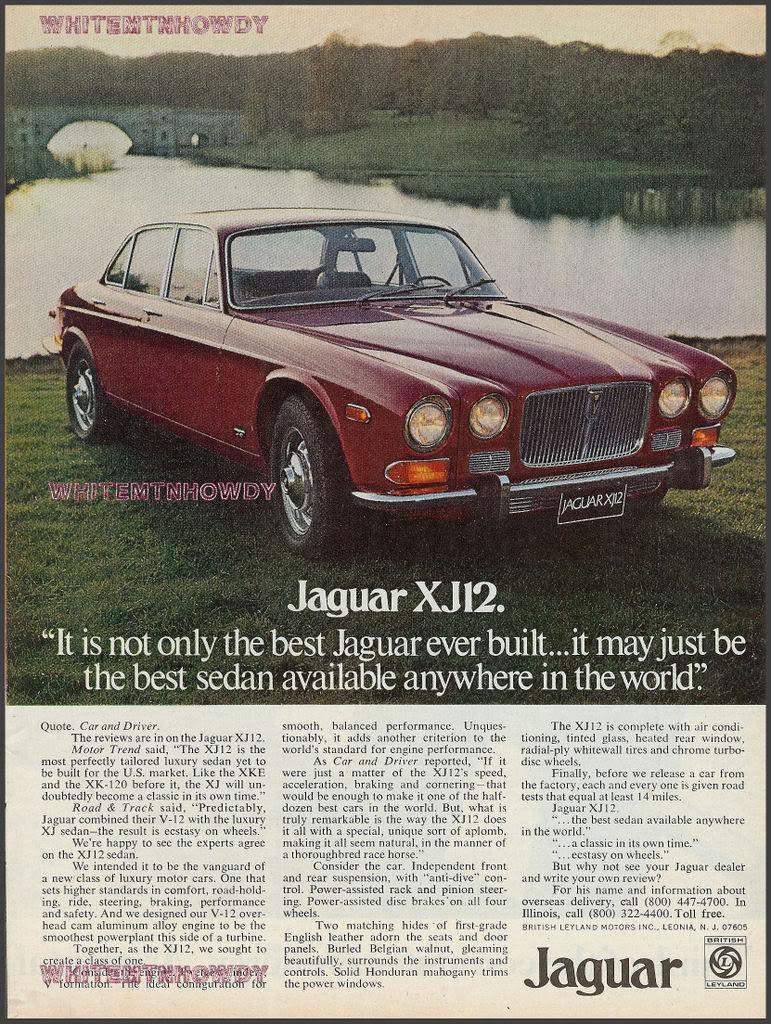 WHITEMTNHOWDY
WHITEMTNHOWDY
JAGUAR XJ12
Jaguar XJ12.
“It is not only the best Jaguar ever built...it may just be
the best sedan available anywhere in the world.”
Quote. Car and Driver.
The reviews are in on the Jaguar XJ12.
Motor Trend said, “The XJ12 is the
most perfectly tailored luxury sedan yet to
be built for the U.S. market. Like the XKE
and the XK-120 before it, the XJ will un-
doubtedly become a classic in its own time.”
Road & Track said, “Predictably,
Jaguar combined their V-12 with the luxury
XJ sedan—the result is ecstasy on wheels.”
We're happy to see the experts agree
on the XJ12 sedan.
We intended it to be the vanguard of
a new class of luxury motor cars. One that
sets higher standards in comfort, road-hold-
ing, ride, steering, braking, performance
and safety. And we designed our V-12 over-
head cam aluminum alloy engine to be the
smoothest powerplant this side of a turbine.
Together, as the XJ12, we sought to
create a class of one.
WHITEMTNHOWDY
V formation. The ideal configuration for
smooth, balanced performance. Unques-
tionably, it adds another criterion to the
world's standard for engine performance.
As Car and Driver reported, “If it
were just a matter of the XJ12's speed,
acceleration, braking and cornering—that
would be enough to make it one of the half-
dozen best cars in the world. But, what is
truly remarkable is the way the XJ12 does
it all with a special, unique sort of aplomb,
making it all seem natural, in the manner of
a thoroughbred race horse.”
Consider the car. Independent front
and rear suspension, with “anti-dive” con-
trol. Power-assisted rack and pinion steer-
ing. Power-assisted disc brakes on all four
wheels.
Two matching hides of first-grade
English leather adorn the seats and door
panels. Burled Belgian walnut, gleaming
beautifully, surrounds the instruments and
controls. Solid Honduran mahogany trims
the power windows.
The XJ12 is complete with air condi-
tioning, tinted glass, heated rear window,
radial-ply whitewall tires and chrome turbo-
disc wheels.
Finally, before we release a car from
the factory, each and every one is given road
tests that equal at least 14 miles.
Jaguar XJ12.
“...the best sedan available anywhere
in the world.”
“...a classic in its own time.”
“...ecstasy on wheels.”
But why not see your Jaguar dealer
and write your own review?
For his name and information about
overseas delivery, call (800) 447-4700. In
Illinois, call (800) 322-4400. Toll free.
BRITISH LEYLAND MOTORS INC., LEONIA, N. J. 07605
Jaguar
BRITISH
L
LEYLAND